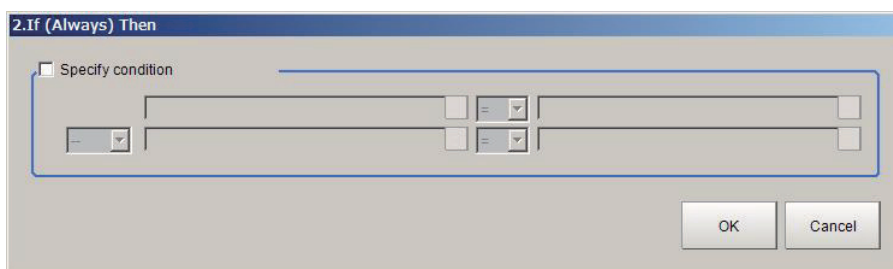 2.If (Always) Then
Specify condition
=
-- =
OK Cancel